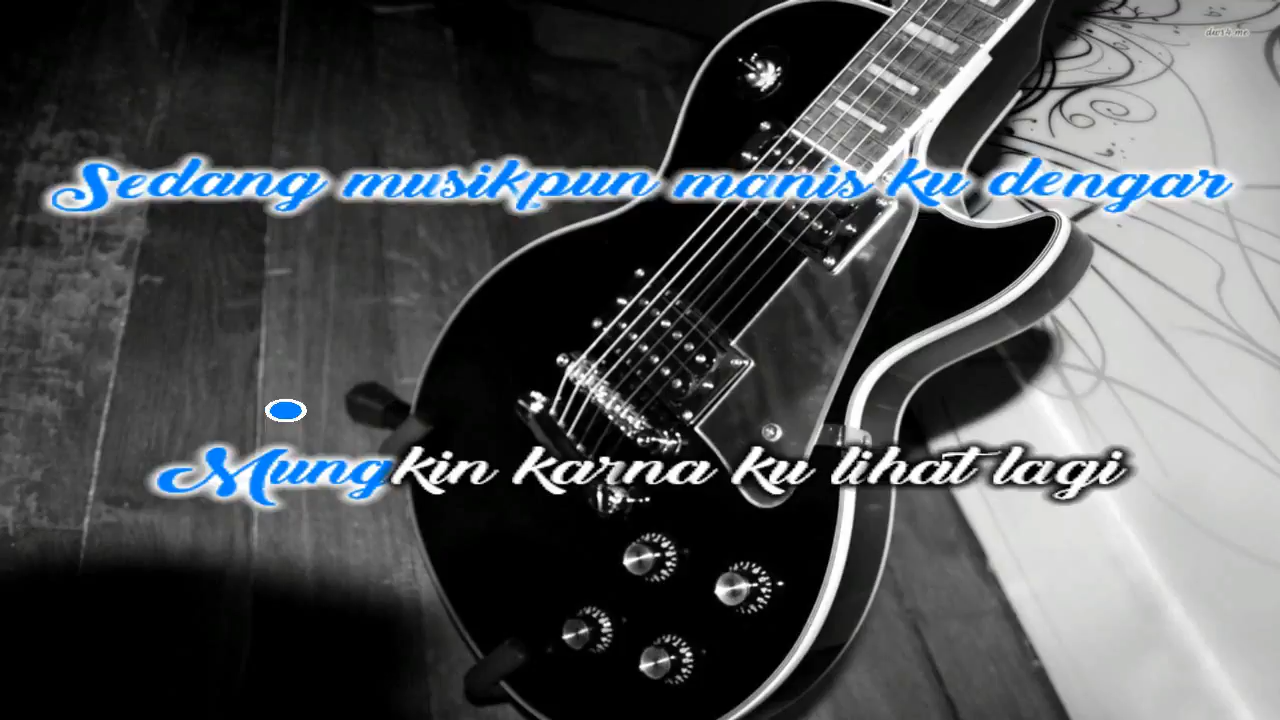 Sedang musikpun manis ku dengar
Mungkin karna ku lihat lagi